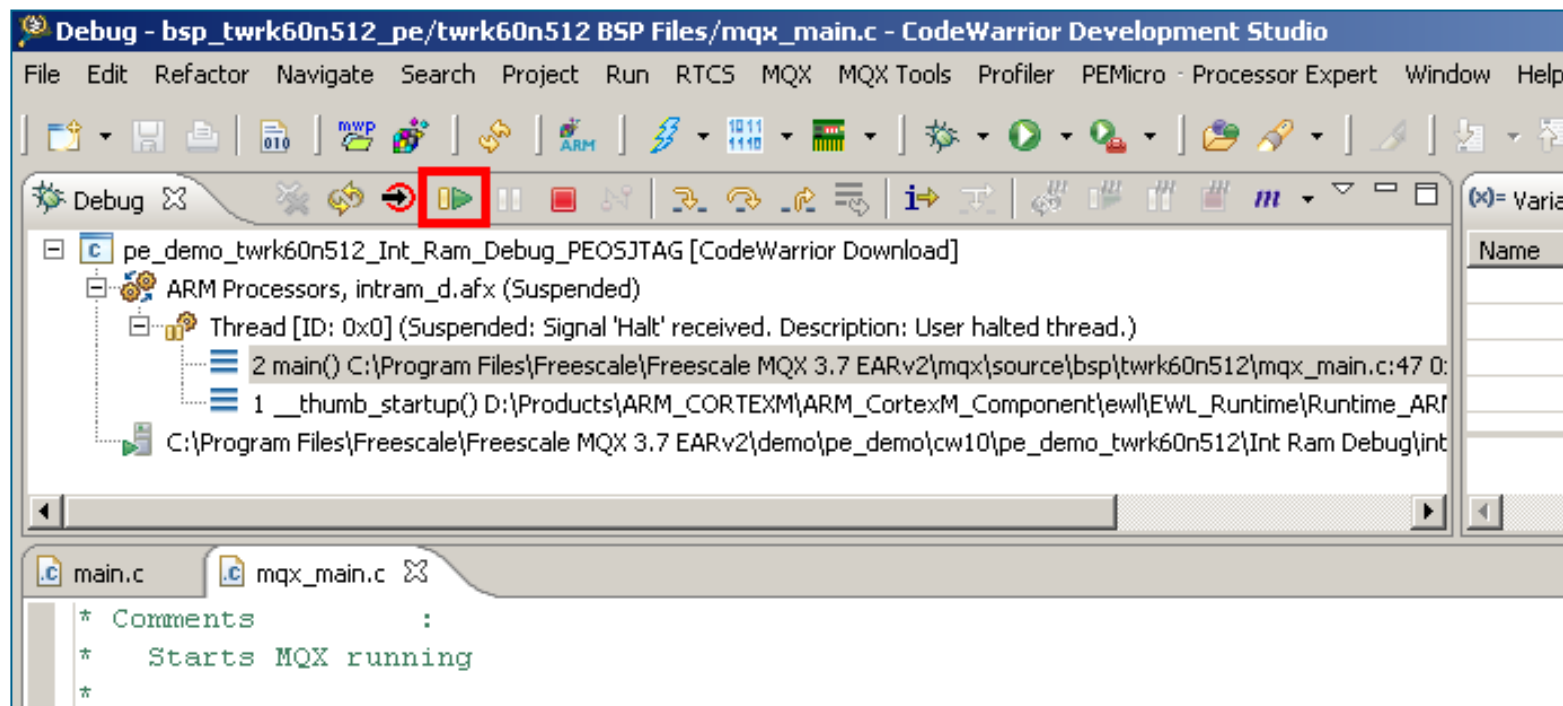 Debug - bsp_twrk60n512_pe/twrk60n512 BSP Files/mqx_main.c - CodeWarrior Development Studio
File Edit Refactor Navigate Search Project Run RTCS MQX MQX Tools Profiler PEMicro - Processor Expert Window Help
010 mwp ARM 1011 1110
Debug i m (x)= Varia
pe_demo_twrk60n512_Int_Ram_Debug_PEOSJTAG [CodeWarrior Download] Name
ARM Processors, intram_d.afx (Suspended)
Thread [ID: 0x0] (Suspended: Signal 'Halt' received. Description: User halted thread.)
2 main() C:\Program Files\Freescale\Freescale MQX 3.7 EARv2\mqx\source\bsp\twrk60n512\mqx_main.c:47 0:
1 __thumb_startup() D:\Products\ARM_CORTEXM\ARM_CortexM_Component\ewl\EWL_Runtime\Runtime_ARM
C:\Program Files\Freescale\Freescale MQX 3.7 EARv2\demo\pe_demo\cw10\pe_demo_twrk60n512\Int Ram Debug\int
.c main.c .c mqx_main.c
* Comments :
* Starts MQX running
*